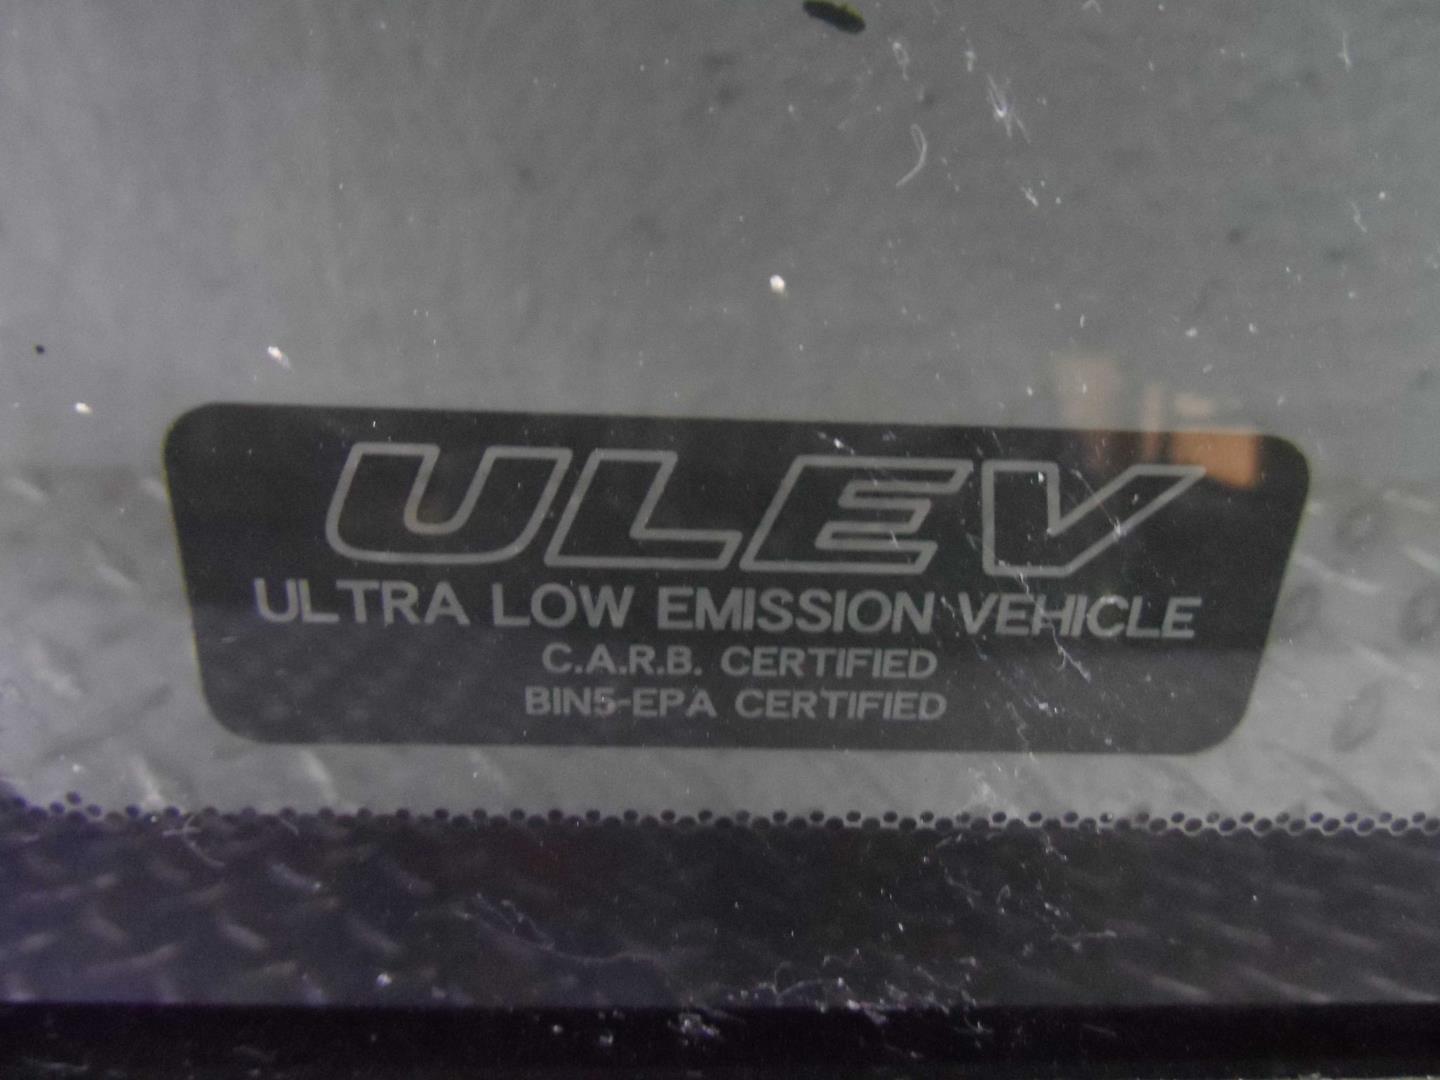 ULEV
ULTRA LOW EMISSION VEHICLE
C.A.R.B. CERTIFIED
BIN5-EPA CERTIFIED